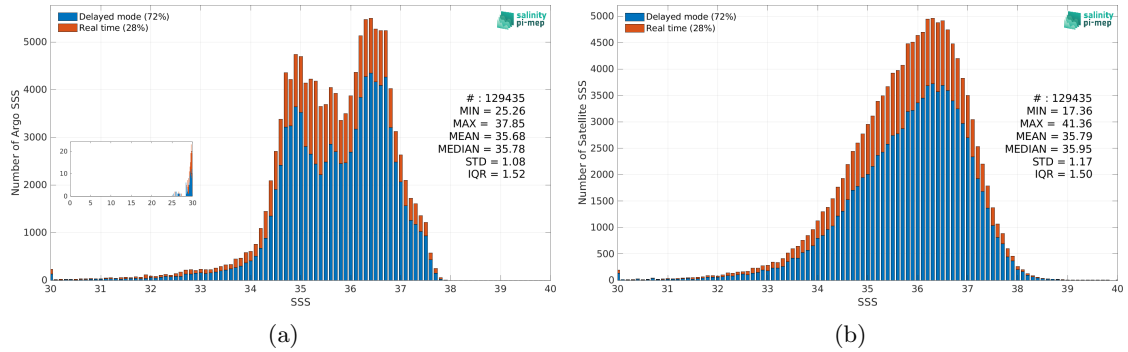 Delayed mode (72%)
Real time (28%)
salinity
pi-mep
Number of Argo SSS
5000
4000
3000
2000
1000
0
# : 129435
MIN = 25.26
MAX = 37.85
MEAN = 35.68
MEDIAN = 35.78
STD = 1.08
IQR = 1.52
20
10
0
0 5 10 15 20 25 30
30 31 32 33 34 35 36 37 38 39 40
SSS
(a)
Delayed mode (72%)
Real time (28%)
salinity
pi-mep
Number of Satellite SSS
5000
4500
4000
3500
3000
2500
2000
1500
1000
500
0
# : 129435
MIN = 17.36
MAX = 41.36
MEAN = 35.79
MEDIAN = 35.95
STD = 1.17
IQR = 1.50
30 31 32 33 34 35 36 37 38 39 40
SSS
(b)